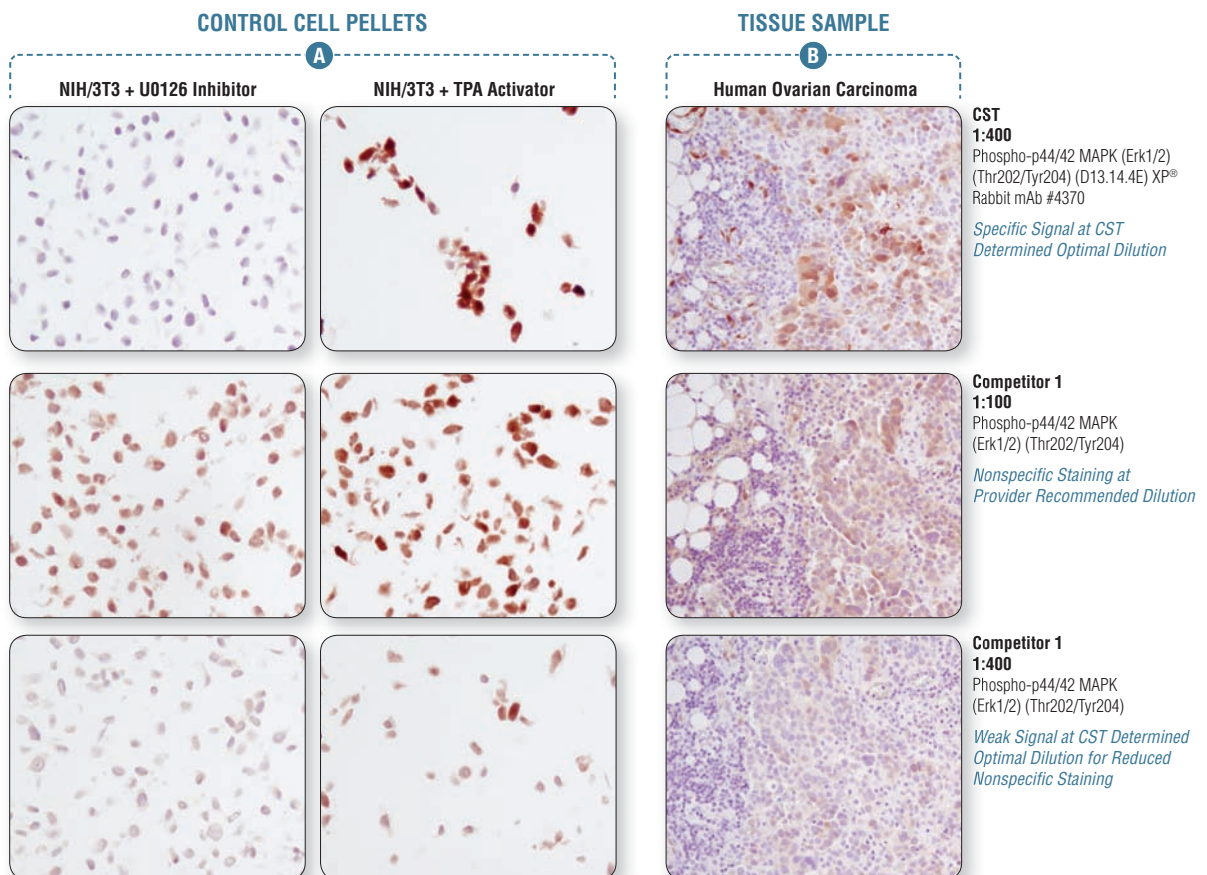 CONTROL CELL PELLETS
TISSUE SAMPLE
A
B
NIH/3T3 + U0126 Inhibitor
NIH/3T3 + TPA Activator
Human Ovarian Carcinoma
CST
1:400
Phospho-p44/42 MAPK (Erk1/2)
(Thr202/Tyr204) (D13.14.4E) XP®
Rabbit mAb #4370
Specific Signal at CST
Determined Optimal Dilution
Competitor 1
1:100
Phospho-p44/42 MAPK
(Erk1/2) (Thr202/Tyr204)
Nonspecific Staining at
Provider Recommended Dilution
Competitor 1
1:400
Phospho-p44/42 MAPK
(Erk1/2) (Thr202/Tyr204)
Weak Signal at CST Determined
Optimal Dilution for Reduced
Nonspecific Staining